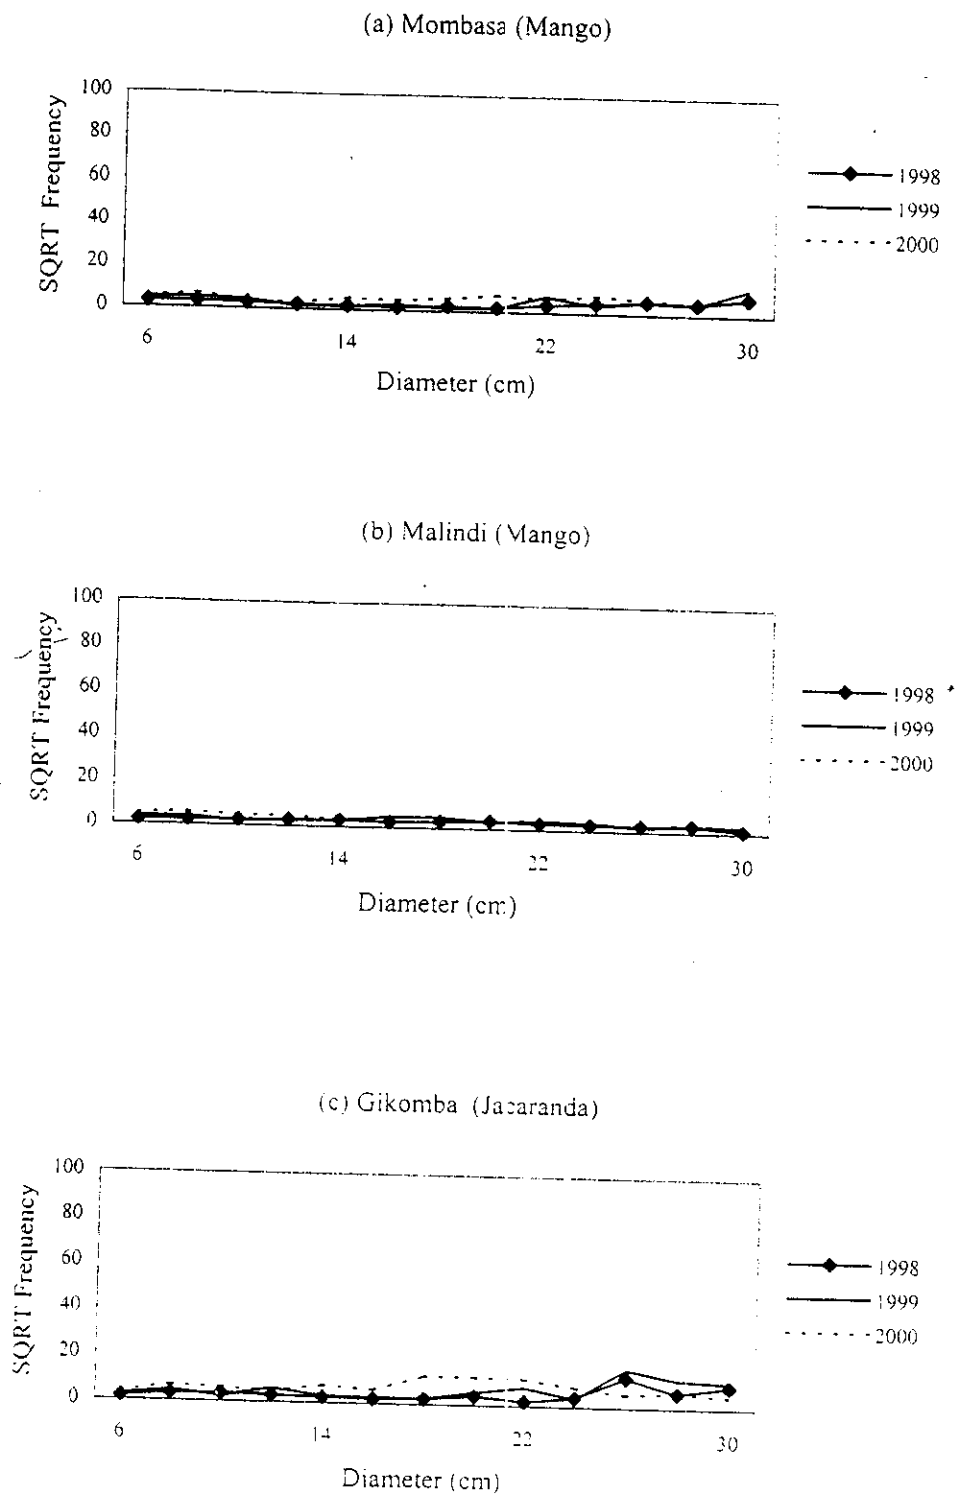 (a) Mombasa (Mango)
100
80
60
40
20
0
SQRT Frequency
6 14 22 30
Diameter (cm)
1998
1999
2000
(b) Malindi (Mango)
100
80
60
40
20
0
SQRT Frequency
6 14 22 30
Diameter (cm)
1998
1999
2000
(c) Gikomba (Jacaranda)
100
80
60
40
20
0
SQRT Frequency
6 14 22 30
Diameter (cm)
1998
1999
2000